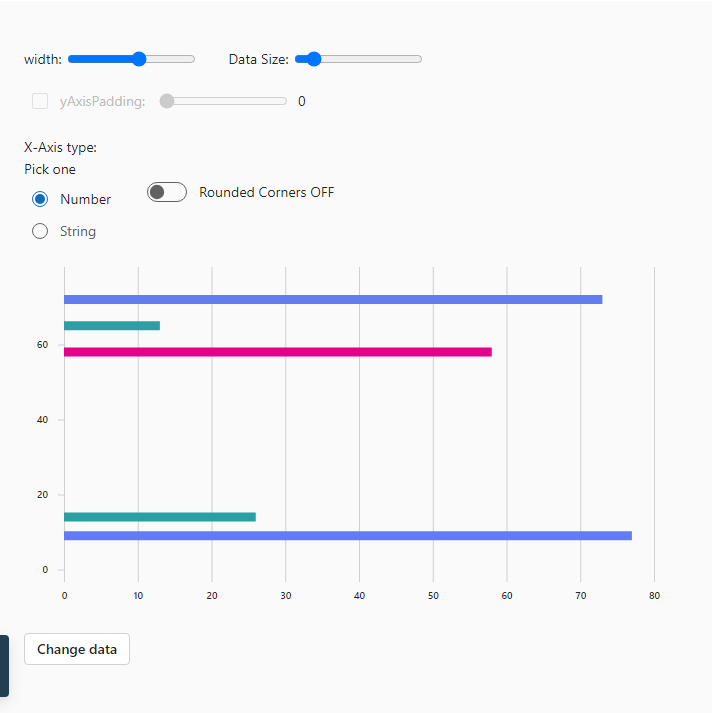 width: Data Size:
yAxisPadding: 0
X-Axis type:
Pick one
Number Rounded Corners OFF
String
60
40
20
0
0 10 20 30 40 50 60 70 80
Change data